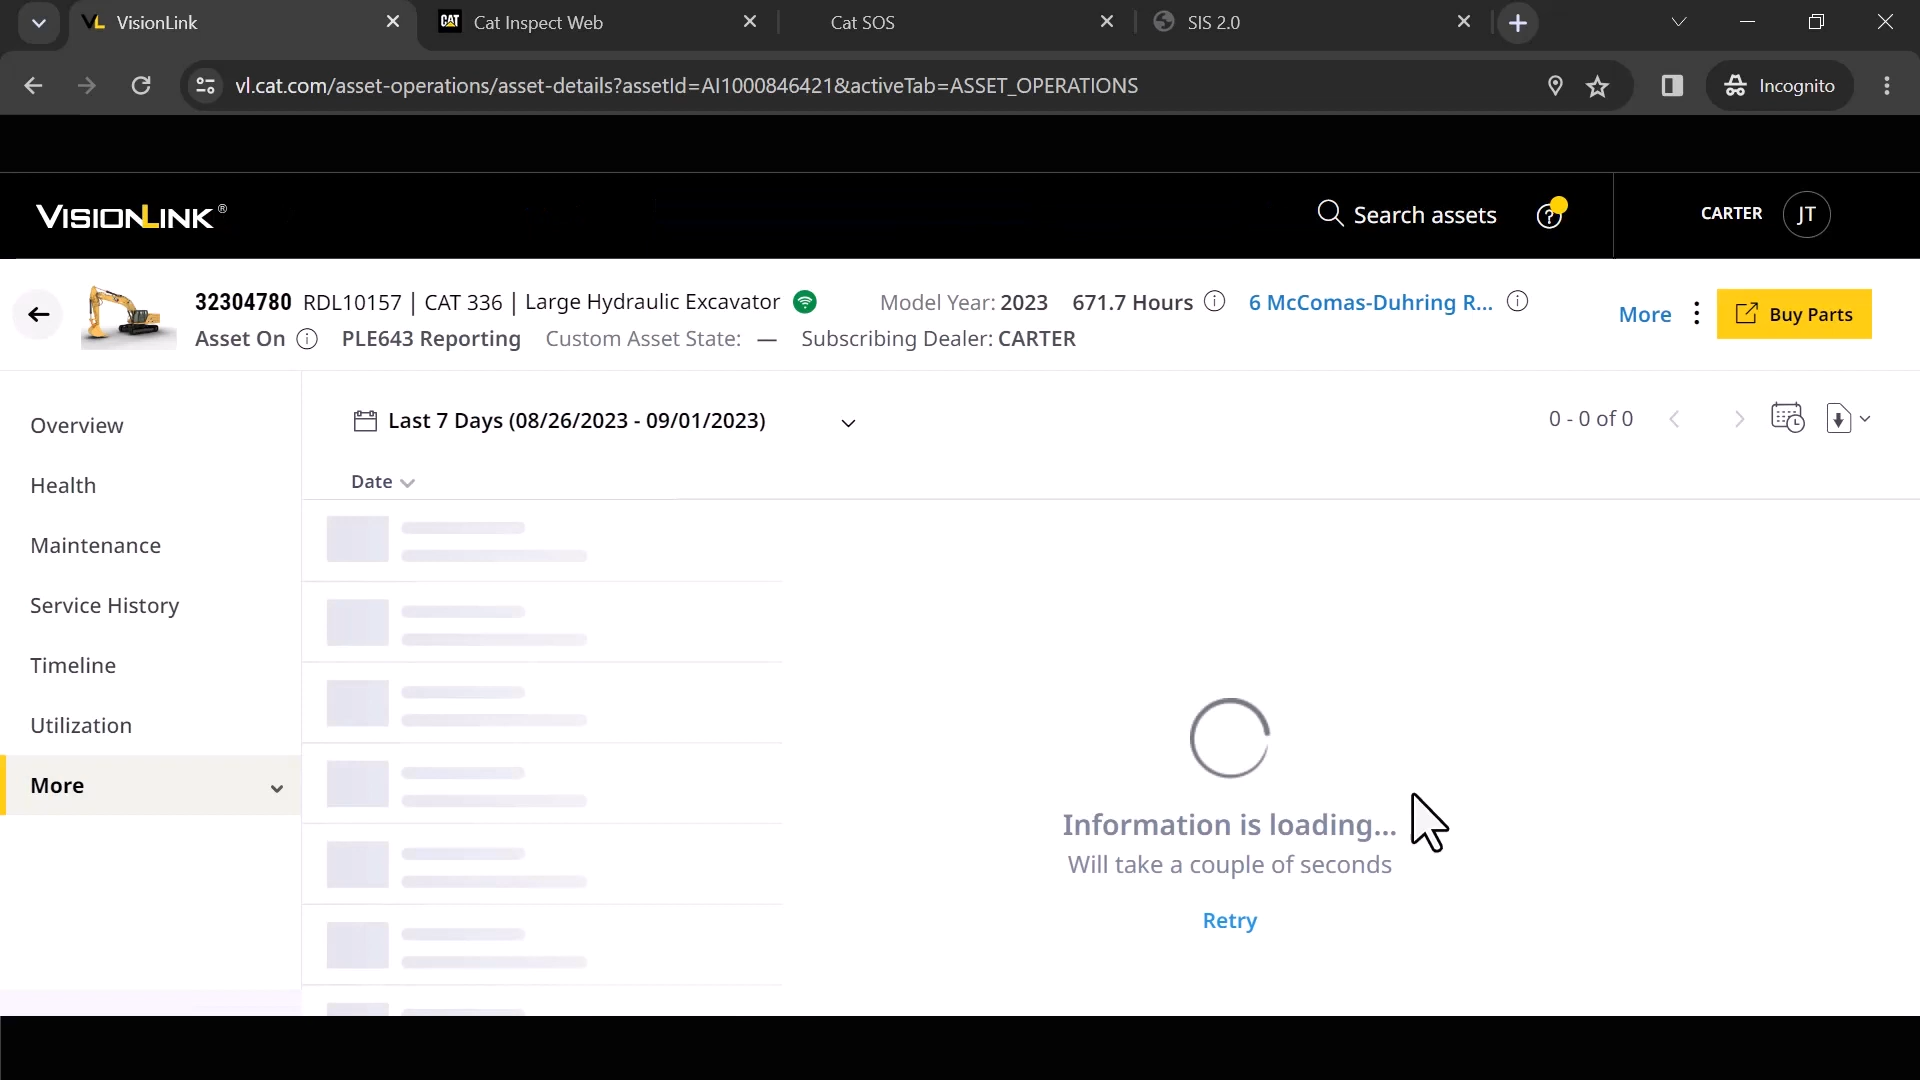 VisionLink
Cat Inspect Web
Cat SOS
SIS 2.0
vl.cat.com/asset-operations/asset-details?assetId=AI1000846421&activeTab=ASSET_OPERATIONS
Incognito
VISIONLINK®
Search assets
CARTER
JT
32304780 RDL10157 | CAT 336 | Large Hydraulic Excavator
Model Year: 2023 671.7 Hours 6 McComas-Duhring R...
Asset On PLE643 Reporting Custom Asset State: — Subscribing Dealer: CARTER
More
Buy Parts
Overview
Health
Maintenance
Service History
Timeline
Utilization
More
Last 7 Days (08/26/2023 - 09/01/2023)
0 - 0 of 0
Date
Information is loading...
Will take a couple of seconds
Retry